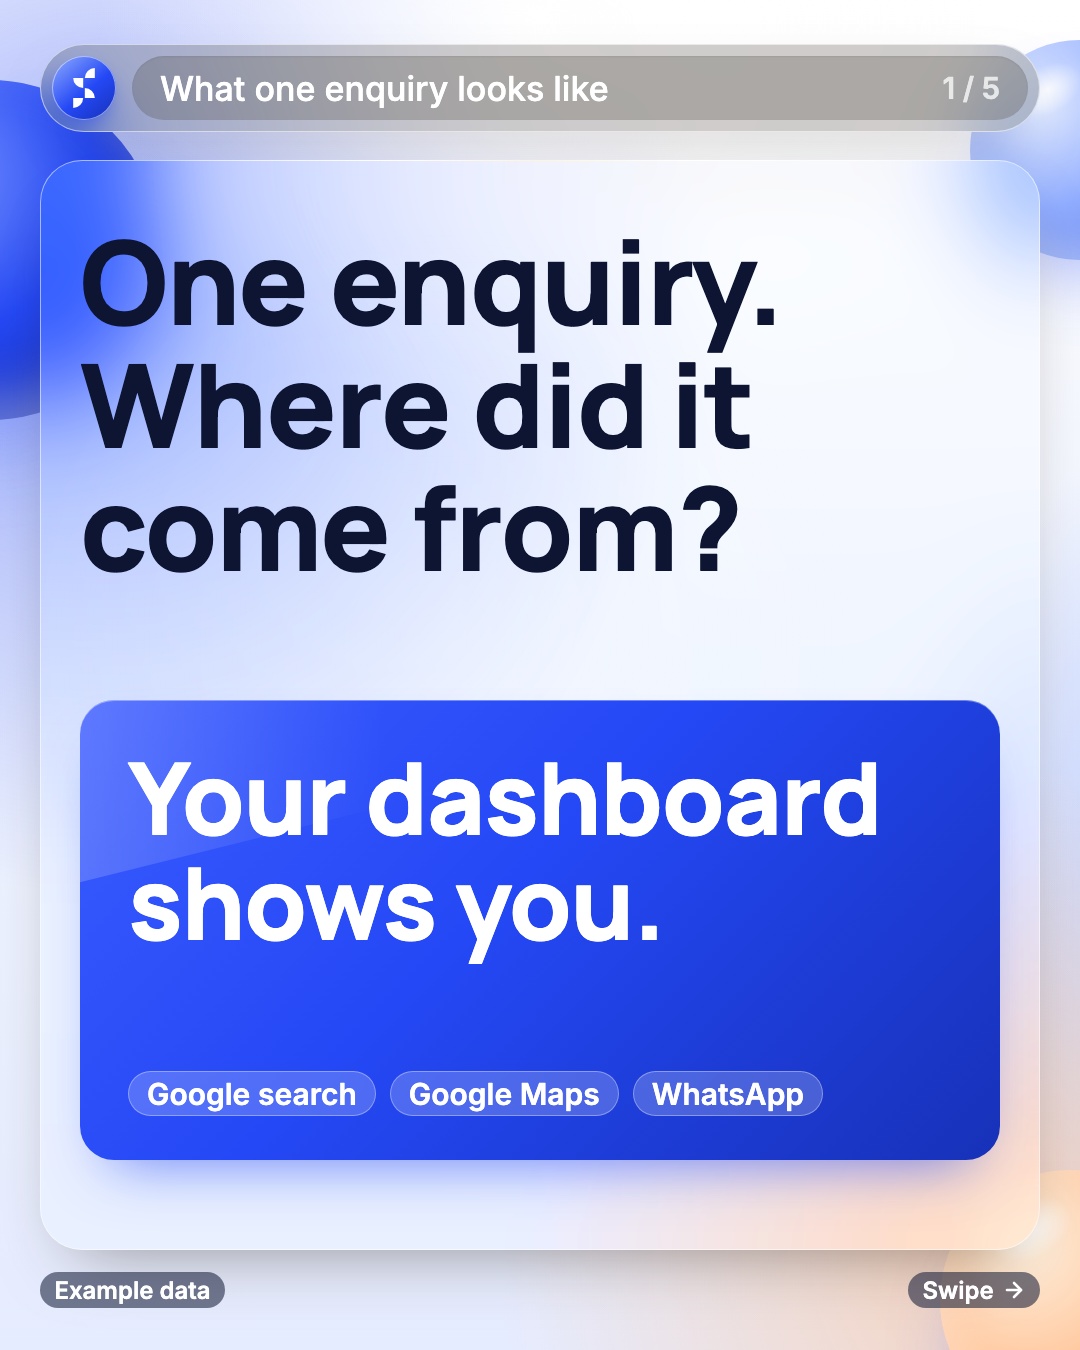 What one enquiry looks like 1 / 5
One enquiry.
Where did it
come from?
Your dashboard
shows you.
Google search Google Maps WhatsApp
Example data Swipe →